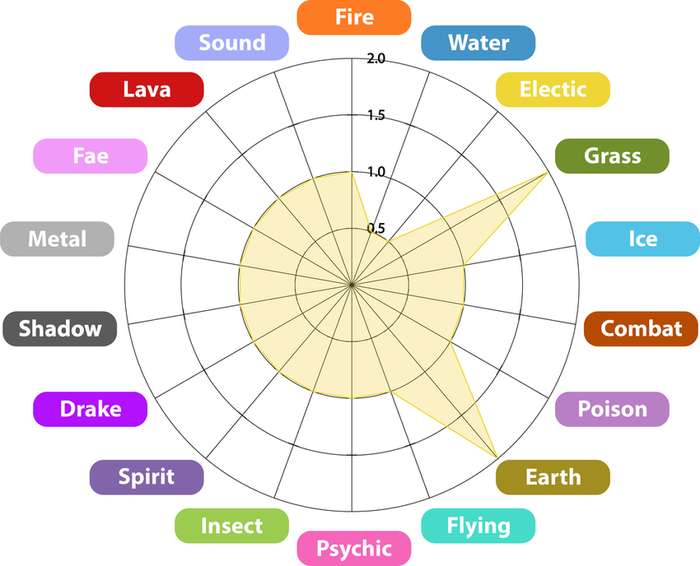 Fire
Sound
Water
2.0
Lava
Electic
1.5
Fae
Grass
1.0
Metal
0.5
Ice
Shadow
Combat
Drake
Poison
Spirit
Earth
Insect
Flying
Psychic